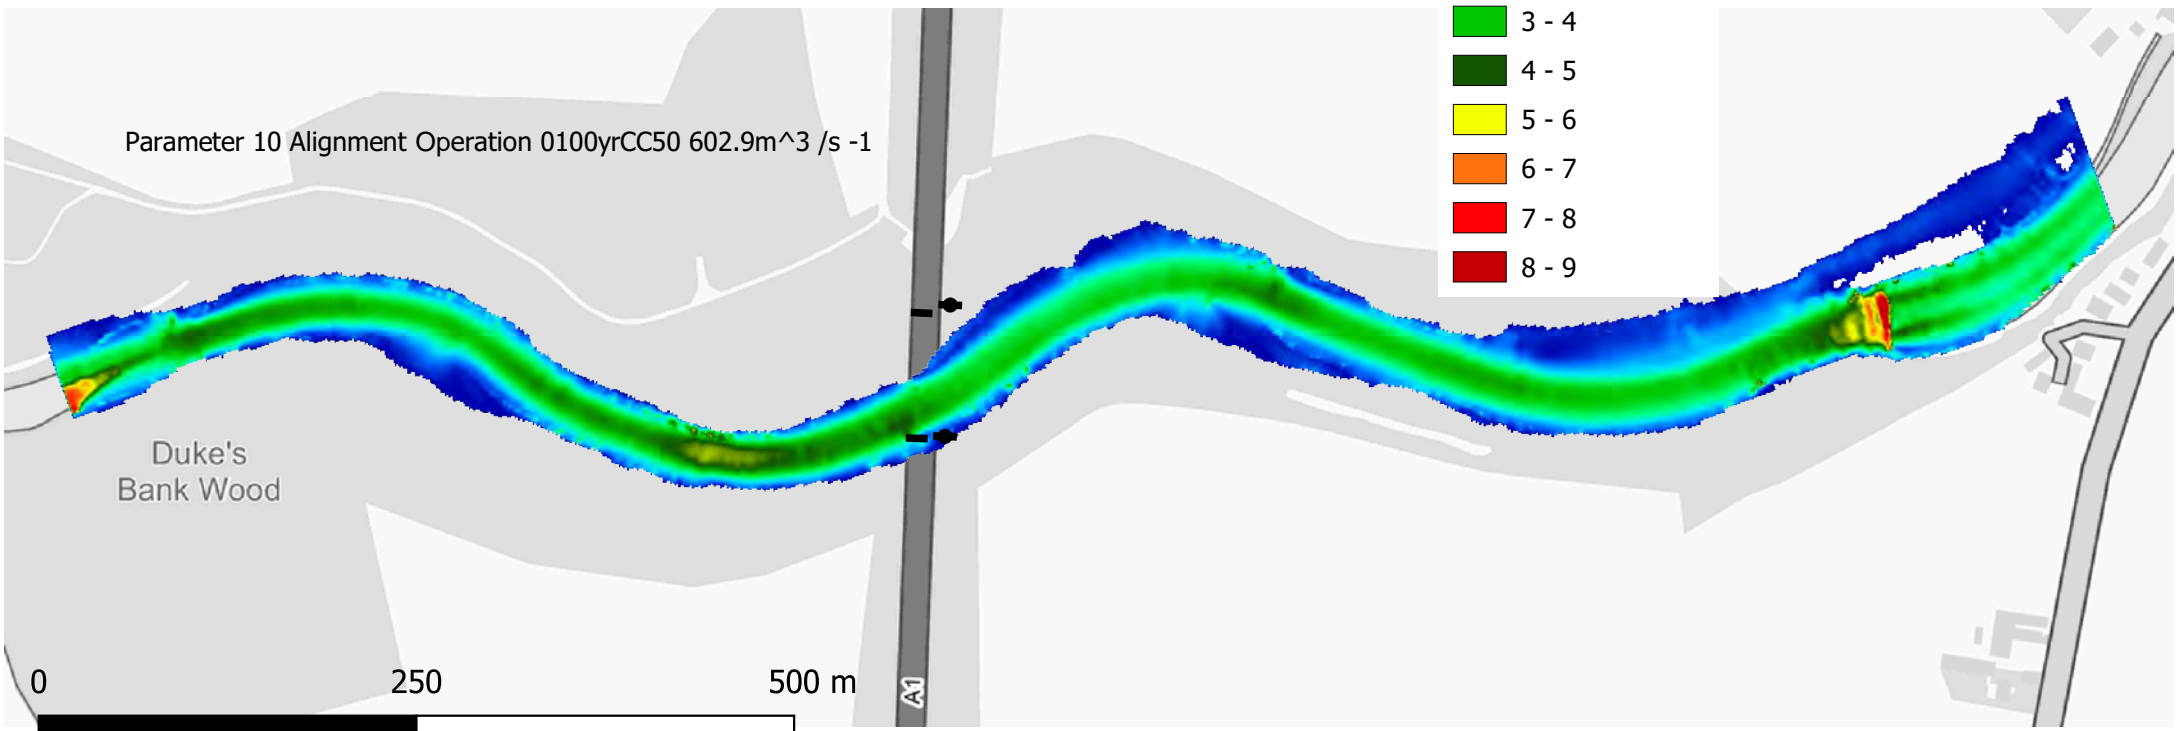 3 - 4
4 - 5
5 - 6
6 - 7
7 - 8
8 - 9
Parameter 10 Alignment Operation 0100yrCC50 602.9m^3 /s -1
Duke's
Bank Wood
0 250 500 m
A1